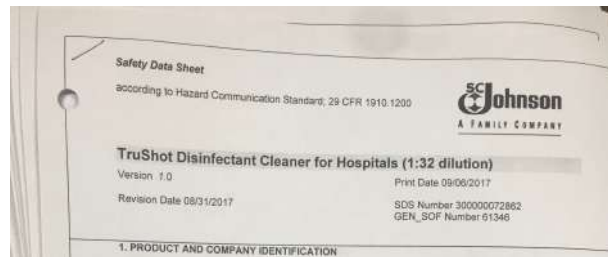 Safety Data Sheet
according to Hazard Communication Standard; 29 CFR 1910.1200
SC Johnson
A FAMILY COMPANY
TruShot Disinfectant Cleaner for Hospitals (1:32 dilution)
Version 1.0
Print Date 09/06/2017
Revision Date 08/31/2017
SDS Number 300000072862
GEN_SOF Number 61346
1. PRODUCT AND COMPANY IDENTIFICATION